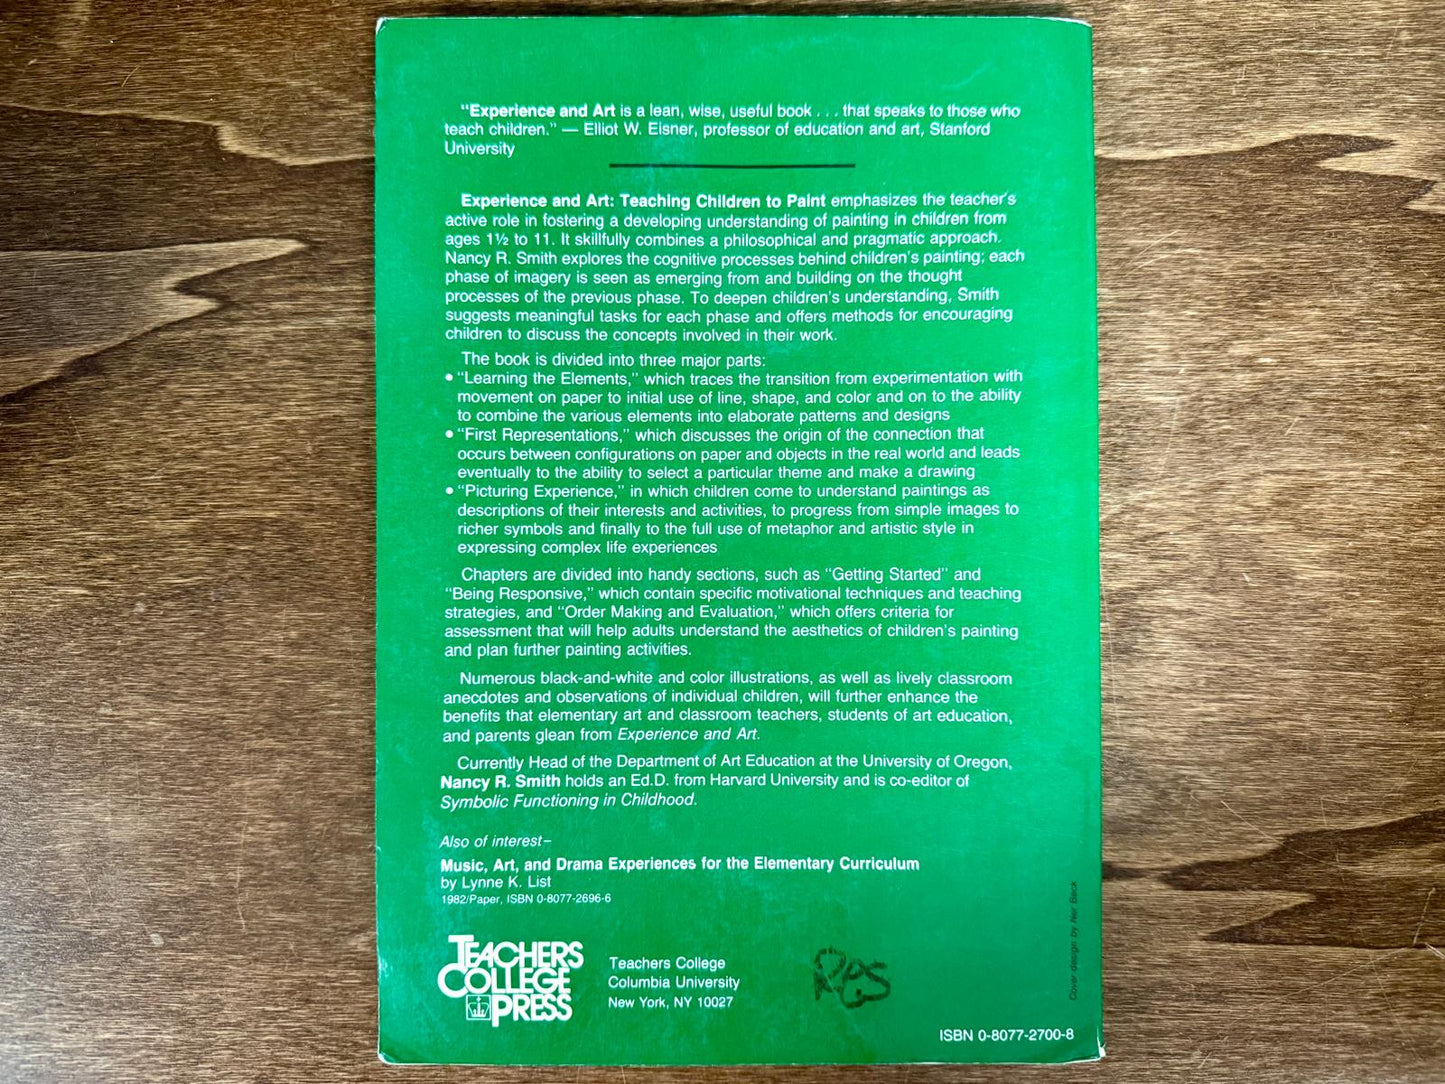 "Experience and Art is a lean, wise, useful book . . . that speaks to those who
teach children." — Elliot W. Eisner, professor of education and art, Stanford
University
Experience and Art: Teaching Children to Paint emphasizes the teacher's
active role in fostering a developing understanding of painting in children from
ages 1½ to 11. It skillfully combines a philosophical and pragmatic approach.
Nancy R. Smith explores the cognitive processes behind children's painting; each
phase of imagery is seen as emerging from and building on the thought
processes of the previous phase. To deepen children's understanding, Smith
suggests meaningful tasks for each phase and offers methods for encouraging
children to discuss the concepts involved in their work.
The book is divided into three major parts:
• "Learning the Elements," which traces the transition from experimentation with
movement on paper to initial use of line, shape, and color and on to the ability
to combine the various elements into elaborate patterns and designs
• "First Representations," which discusses the origin of the connection that
occurs between configurations on paper and objects in the real world and leads
eventually to the ability to select a particular theme and make a drawing
• "Picturing Experience," in which children come to understand paintings as
descriptions of their interests and activities, to progress from simple images to
richer symbols and finally to the full use of metaphor and artistic style in
expressing complex life experiences
Chapters are divided into handy sections, such as "Getting Started" and
"Being Responsive," which contain specific motivational techniques and teaching
strategies, and "Order Making and Evaluation," which offers criteria for
assessment that will help adults understand the aesthetics of children's painting
and plan further painting activities.
Numerous black-and-white and color illustrations, as well as lively classroom
anecdotes and observations of individual children, will further enhance the
benefits that elementary art and classroom teachers, students of art education,
and parents glean from Experience and Art.
Currently Head of the Department of Art Education at the University of Oregon,
Nancy R. Smith holds an Ed.D. from Harvard University and is co-editor of
Symbolic Functioning in Childhood.
Also of interest—
Music, Art, and Drama Experiences for the Elementary Curriculum
by Lynne K. List
1982/Paper, ISBN 0-8077-2696-6
TEACHERS
COLLEGE
PRESS
Teachers College
Columbia University
New York, NY 10027
ISBN 0-8077-2700-8
Cover design by